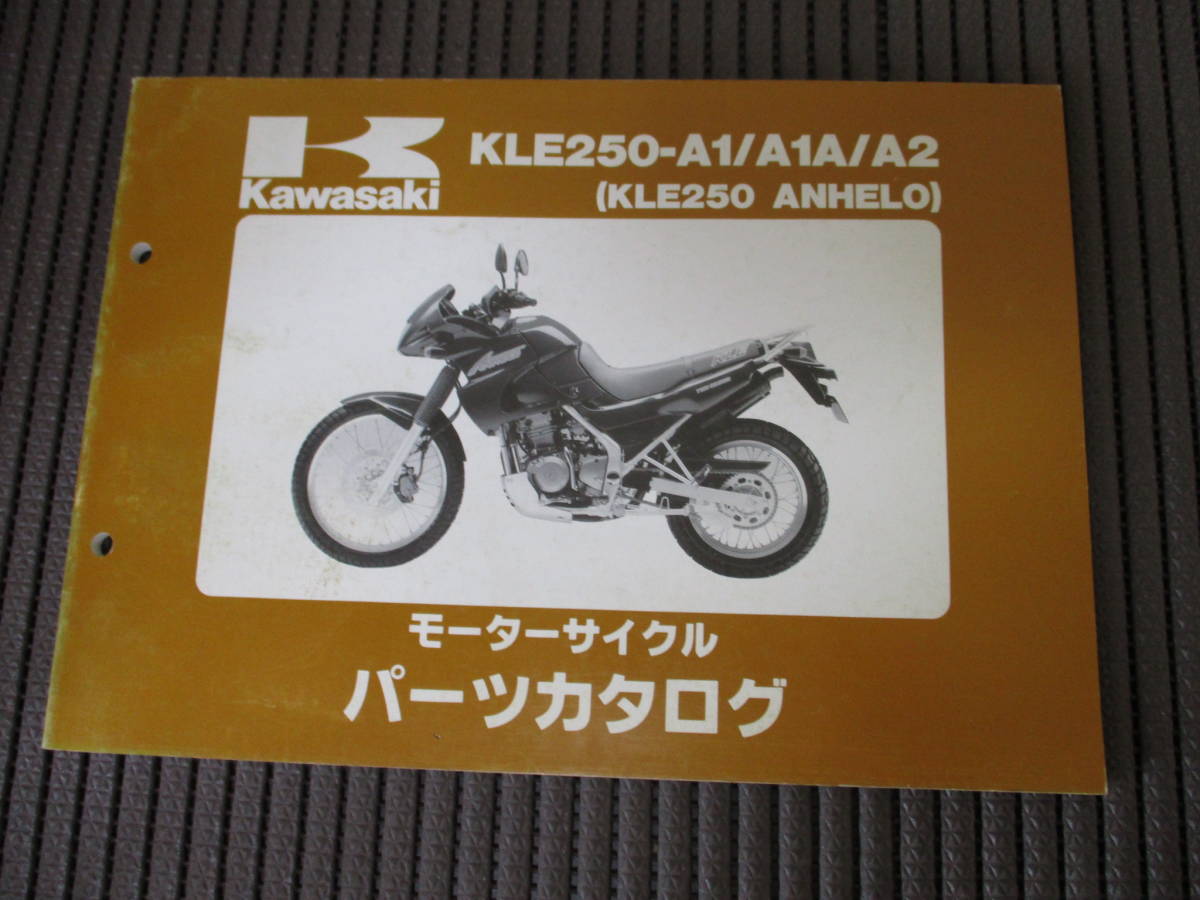 Kawasaki
KLE250-A1/A1A/A2
(KLE250 ANHELO)
モーターサイクル
パーツカタログ